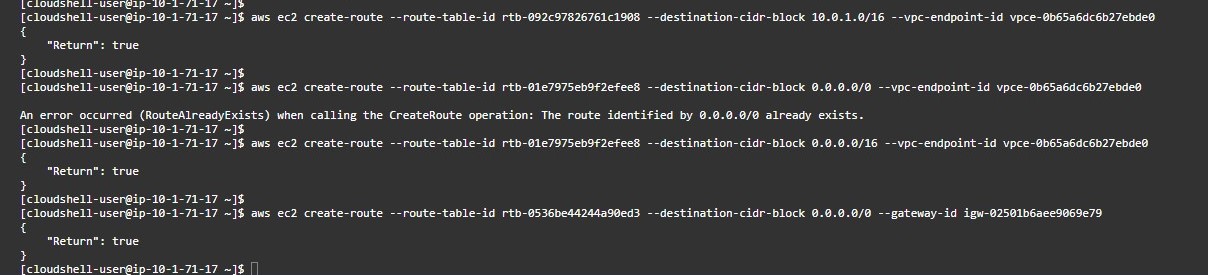 [cloudshell-user@ip-10-1-71-17 ~]$
[cloudshell-user@ip-10-1-71-17 ~]$ aws ec2 create-route --route-table-id rtb-092c97826761c1908 --destination-cidr-block 10.0.1.0/16 --vpc-endpoint-id vpce-0b65a6dc6b27ebde0
{
    "Return": true
}
[cloudshell-user@ip-10-1-71-17 ~]$
[cloudshell-user@ip-10-1-71-17 ~]$ aws ec2 create-route --route-table-id rtb-01e7975eb9f2efee8 --destination-cidr-block 0.0.0.0/0 --vpc-endpoint-id vpce-0b65a6dc6b27ebde0
An error occurred (RouteAlreadyExists) when calling the CreateRoute operation: The route identified by 0.0.0.0/0 already exists.
[cloudshell-user@ip-10-1-71-17 ~]$
[cloudshell-user@ip-10-1-71-17 ~]$ aws ec2 create-route --route-table-id rtb-01e7975eb9f2efee8 --destination-cidr-block 0.0.0.0/16 --vpc-endpoint-id vpce-0b65a6dc6b27ebde0
{
    "Return": true
}
[cloudshell-user@ip-10-1-71-17 ~]$
[cloudshell-user@ip-10-1-71-17 ~]$ aws ec2 create-route --route-table-id rtb-0536be44244a90ed3 --destination-cidr-block 0.0.0.0/0 --gateway-id igw-02501b6aee9069e79
{
    "Return": true
}
[cloudshell-user@ip-10-1-71-17 ~]$